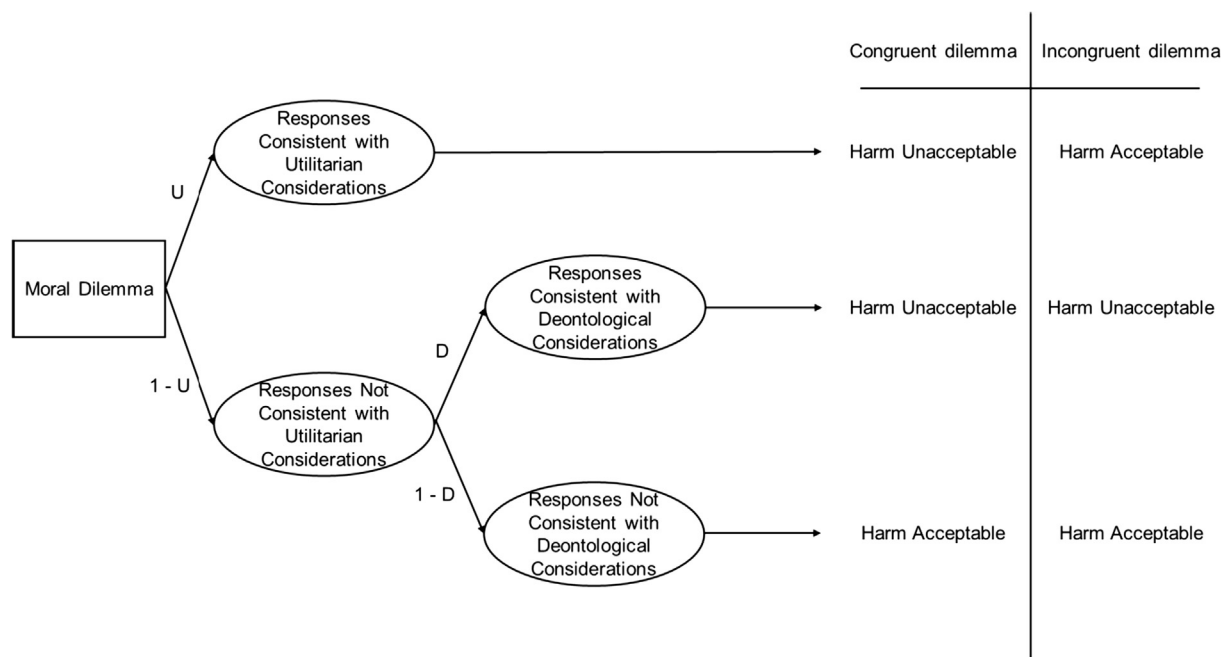 Congruent dilemma
Incongruent dilemma
Responses
Consistent with
Utilitarian
Considerations
Harm Unacceptable
Harm Acceptable
U
Moral Dilemma
Responses
Consistent with
Deontological
Considerations
Harm Unacceptable
Harm Unacceptable
D
1 - U
Responses Not
Consistent with
Utilitarian
Considerations
1 - D
Responses Not
Consistent with
Deontological
Considerations
Harm Acceptable
Harm Acceptable